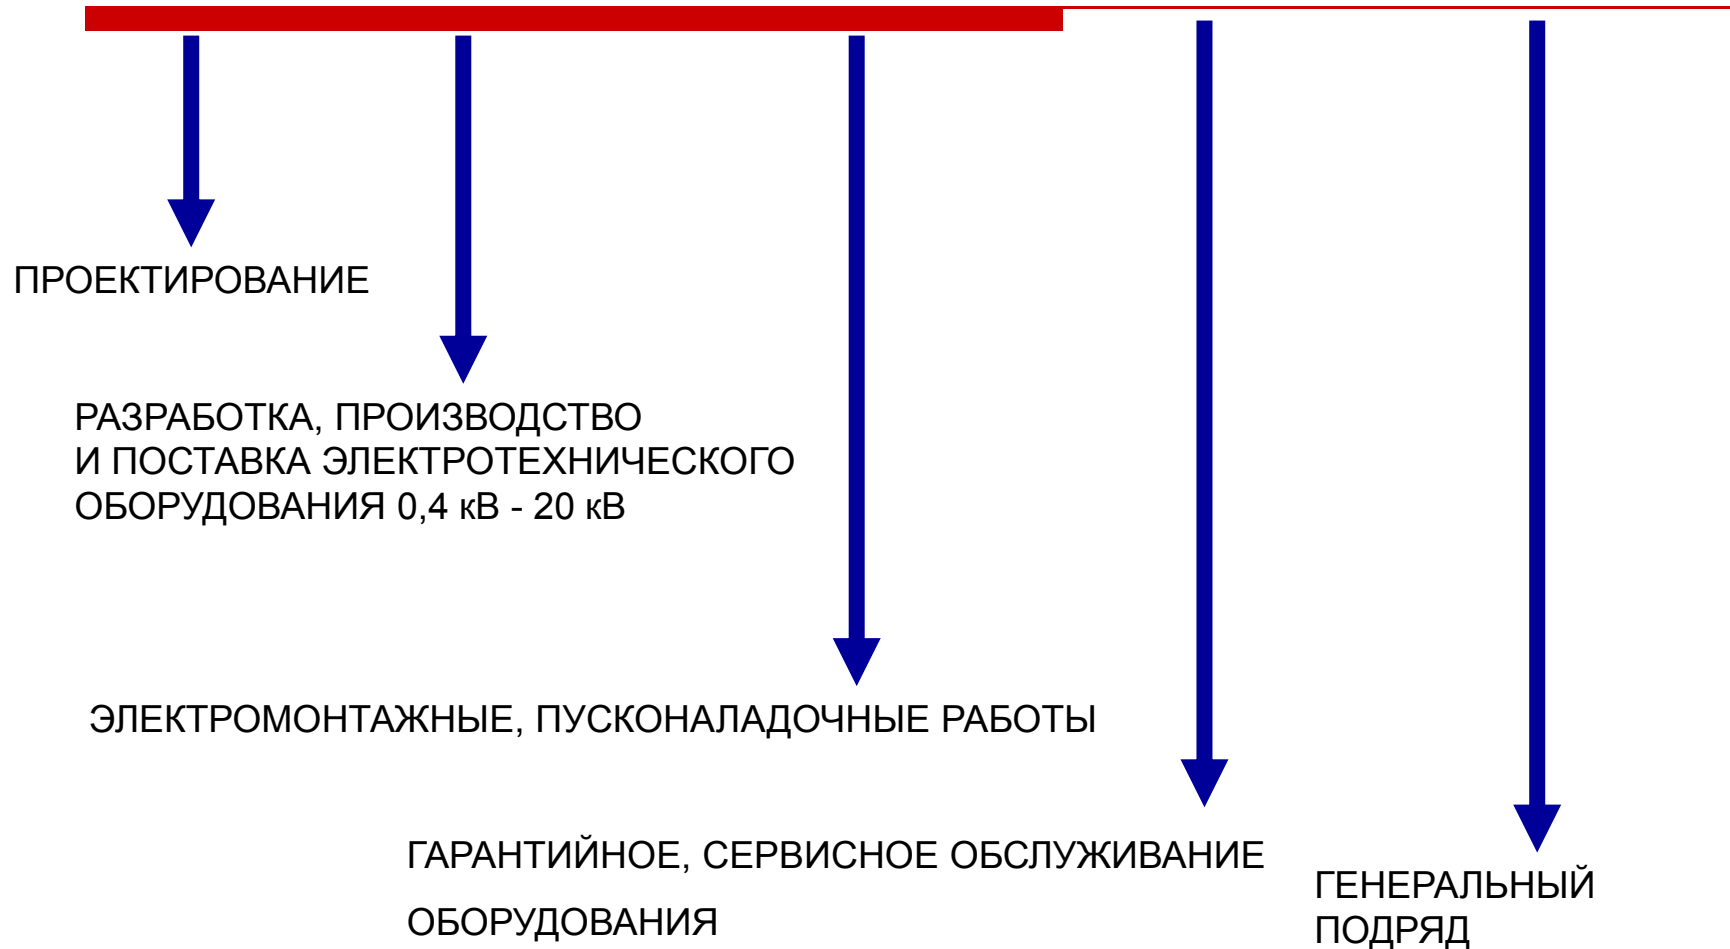 ПРОЕКТИРОВАНИЕ
РАЗРАБОТКА, ПРОИЗВОДСТВО
И ПОСТАВКА ЭЛЕКТРОТЕХНИЧЕСКОГО
ОБОРУДОВАНИЯ 0,4 кВ - 20 кВ
ЭЛЕКТРОМОНТАЖНЫЕ, ПУСКОНАЛАДОЧНЫЕ РАБОТЫ
ГАРАНТИЙНОЕ, СЕРВИСНОЕ ОБСЛУЖИВАНИЕ
ОБОРУДОВАНИЯ
ГЕНЕРАЛЬНЫЙ
ПОДРЯД